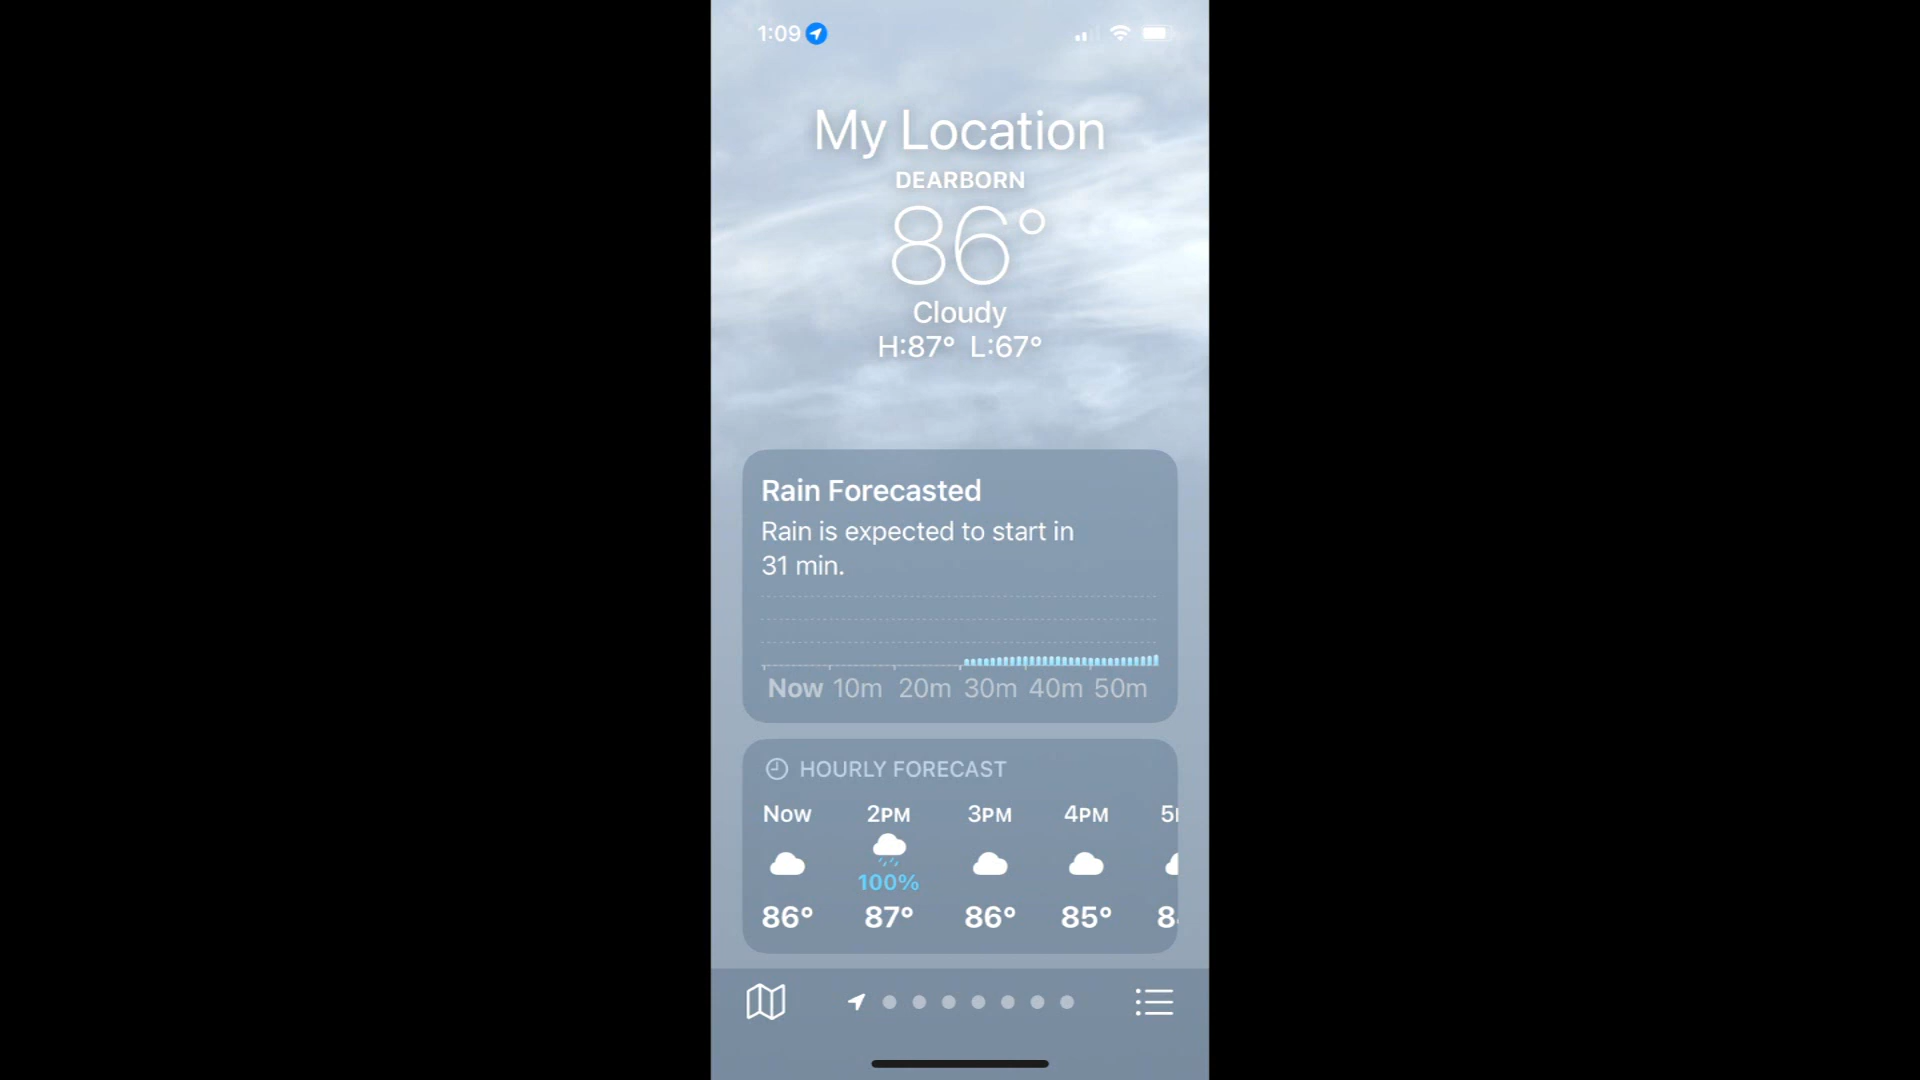 1:09
My Location
DEARBORN
86°
Cloudy
H:87° L:67°
Rain Forecasted
Rain is expected to start in
31 min.
Now 10m 20m 30m 40m 50m
HOURLY FORECAST
Now 2PM 3PM 4PM
100%
86° 87° 86° 85°